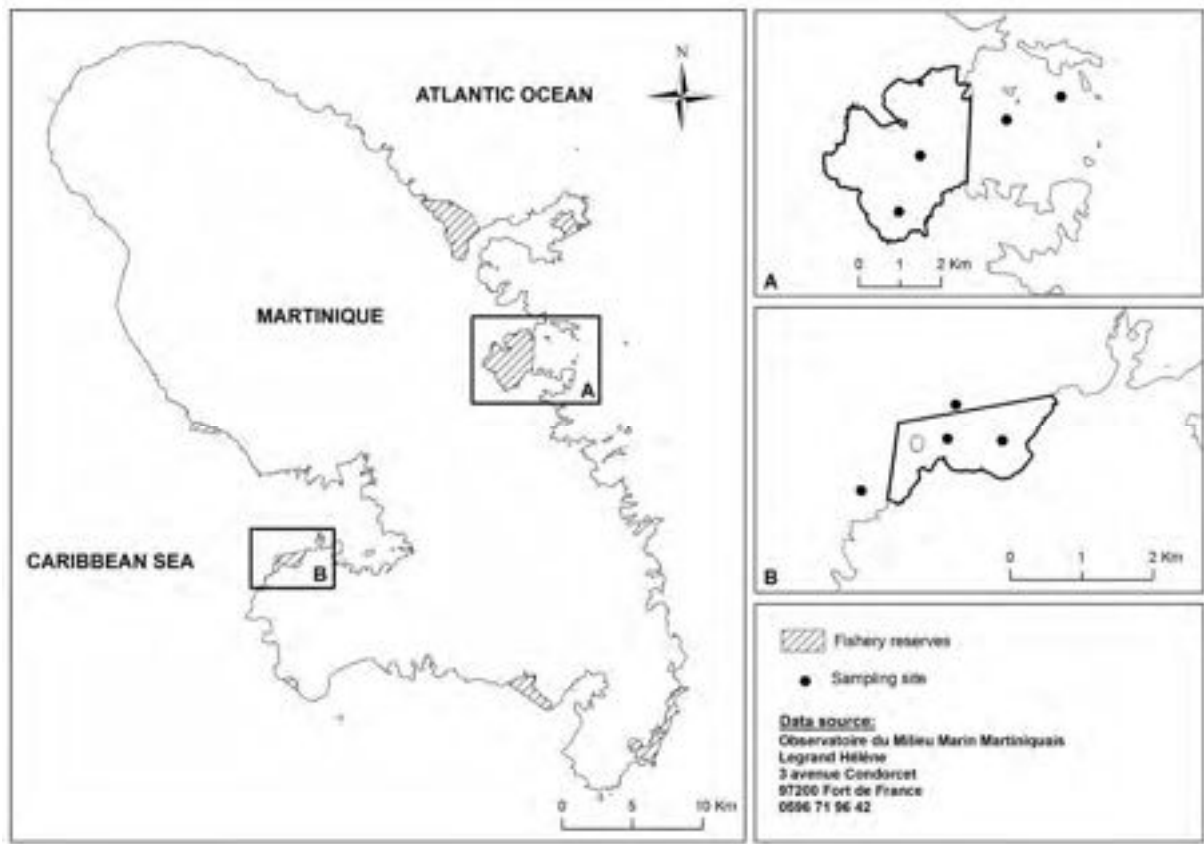 N
ATLANTIC OCEAN
MARTINIQUE
A
B
CARIBBEAN SEA
0 5 10 Km
0 1 2 Km
A
0 1 2 Km
B
Fishery reserves
Sampling site
Data source:
Observatoire du Milieu Marin Martiniquais
Legrand Hélène
3 avenue Condorcet
97200 Fort de France
0596 71 96 42